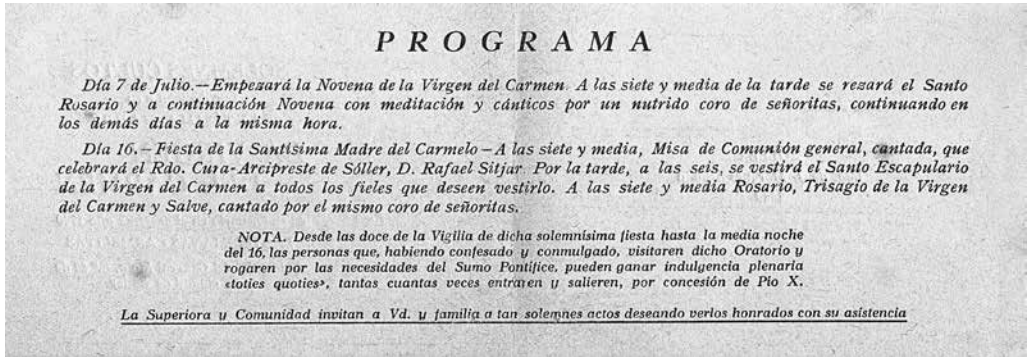 PROGRAMA
Día 7 de Julio.—Empezará la Novena de la Virgen del Carmen. A las siete y media de la tarde se rezará el Santo
Rosario y a continuación Novena con meditación y cánticos por un nutrido coro de señoritas, continuando en
los demás días a la misma hora.
Día 16.—Fiesta de la Santísima Madre del Carmelo—A las siete y media, Misa de Comunión general, cantada, que
celebrará el Rdo. Cura-Arcipreste de Sóller, D. Rafael Sitjar. Por la tarde, a las seis, se vestirá el Santo Escapulario
de la Virgen del Carmen a todos los fieles que deseen vestirlo. A las siete y media Rosario, Trisagio de la Virgen
del Carmen y Salve, cantado por el mismo coro de señoritas.
NOTA. Desde las doce de la Vigilia de dicha solemnísima fiesta hasta la media noche
del 16, las personas que, habiendo confesado y conmulgado, visitaren dicho Oratorio y
rogaren por las necesidades del Sumo Pontífice, pueden ganar indulgencia plenaria
«toties quoties», tantas cuantas veces entraren y salieren, por concesión de Pio X.
La Superiora y Comunidad invitan a Vd. y familia a tan solemnes actos deseando verlos honrados con su asistencia